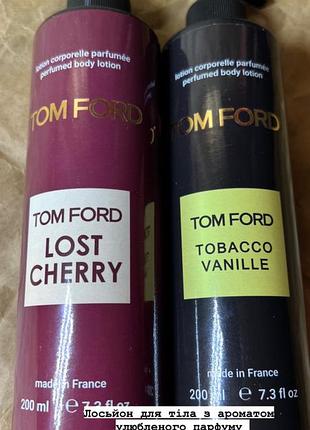 lotion corporelle parfumée
perfumed body lotion
TOM FORD
TOM FORD
LOST
CHERRY
made in France
200 ml ℮ 7.3 fl oz
lotion corporelle parfumée
perfumed body lotion
TOM FORD
TOM FORD
TOBACCO
VANILLE
made in France
200 ml ℮ 7.3 fl oz
Лосьйон для тіла з ароматом
улюбленого парфуму